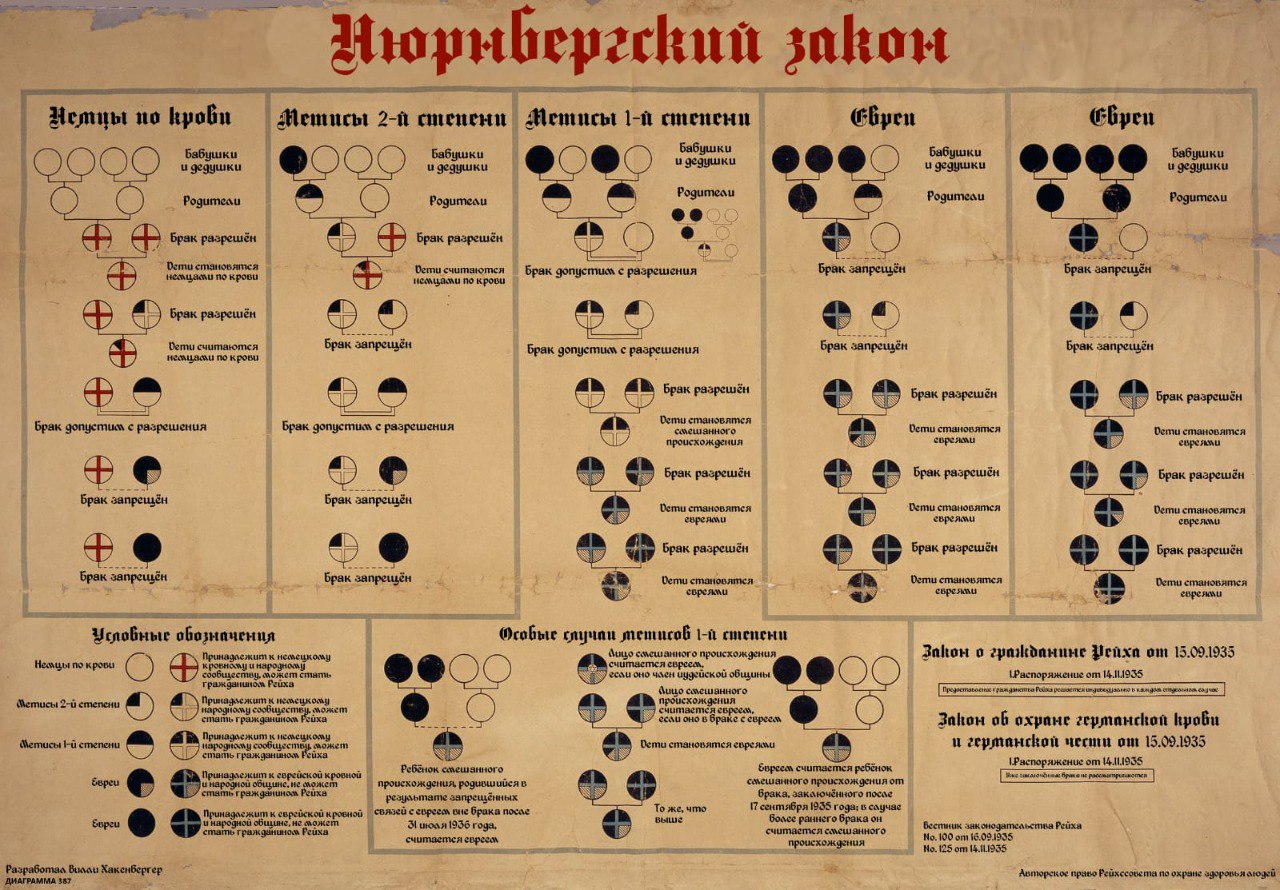 Нюрнбергский закон
Немцы по крови
Бабушки
и дедушки
Родители
Брак разрешён
Дети становятся
немцами по крови
Брак разрешён
Дети считаются
немцами по крови
Брак допустим с разрешения
Брак запрещён
Брак запрещён
Метисы 2-й степени
Бабушки
и дедушки
Родители
Брак разрешён
Дети считаются
немцами по крови
Брак запрещён
Брак допустим с разрешения
Брак запрещён
Брак запрещён
Метисы 1-й степени
Бабушки
и дедушки
Родители
Брак допустим с разрешения
Брак допустим с разрешения
Брак разрешён
Дети становятся
смешанного
происхождения
Брак разрешён
Дети становятся
евреями
Брак разрешён
Дети становятся
евреями
Евреи
Бабушки
и дедушки
Родители
Брак запрещён
Брак запрещён
Брак разрешён
Дети становятся
евреями
Брак разрешён
Дети становятся
евреями
Брак разрешён
Дети становятся
евреями
Евреи
Бабушки
и дедушки
Родители
Брак запрещён
Брак запрещён
Брак разрешён
Дети становятся
евреями
Брак разрешён
Дети становятся
евреями
Брак разрешён
Дети становятся
евреями
Условные обозначения
Немцы по крови
Принадлежит к немецкому
кровному и народному
сообществу, может стать
гражданином Рейха
Метисы 2-й степени
Принадлежит к немецкому
народному сообществу, может
стать гражданином Рейха
Метисы 1-й степени
Принадлежит к немецкому
народному сообществу, может
стать гражданином Рейха
Евреи
Принадлежит к еврейской кровной
и народной общине, не может
стать гражданином Рейха
Евреи
Принадлежит к еврейской кровной
и народной общине, не может
стать гражданином Рейха
Особые случаи метисов 1-й степени
Ребёнок смешанного
происхождения, родившийся в
результате запрещённых
связей с евреем вне брака после
31 июля 1936 года,
считается евреем
Лицо смешанного происхождения
считается евреем,
если оно член иудейской общины
Лицо смешанного
происхождения
считается евреем,
если оно в браке с евреем
Дети становятся евреями
То же, что
выше
Евреем считается ребёнок
смешанного происхождения от
брака, заключённого после
17 сентября 1935 года; в случае
более раннего брака он
считается смешанного
происхождения
Закон о гражданине Рейха от 15.09.1935
1.Распоряжение от 14.11.1935
Предоставление гражданства Рейха решается индивидуально в каждом отдельном случае
Закон об охране германской крови
и германской чести от 15.09.1935
1.Распоряжение от 14.11.1935
Уже заключённые браки не рассматриваются
Вестник законодательства Рейха
No. 100 от 16.09.1935
No. 125 от 14.11.1935
Разработал Вилли Хакенбергер
ДИАГРАММА 387
Авторское право Рейхссовета по охране здоровья людей